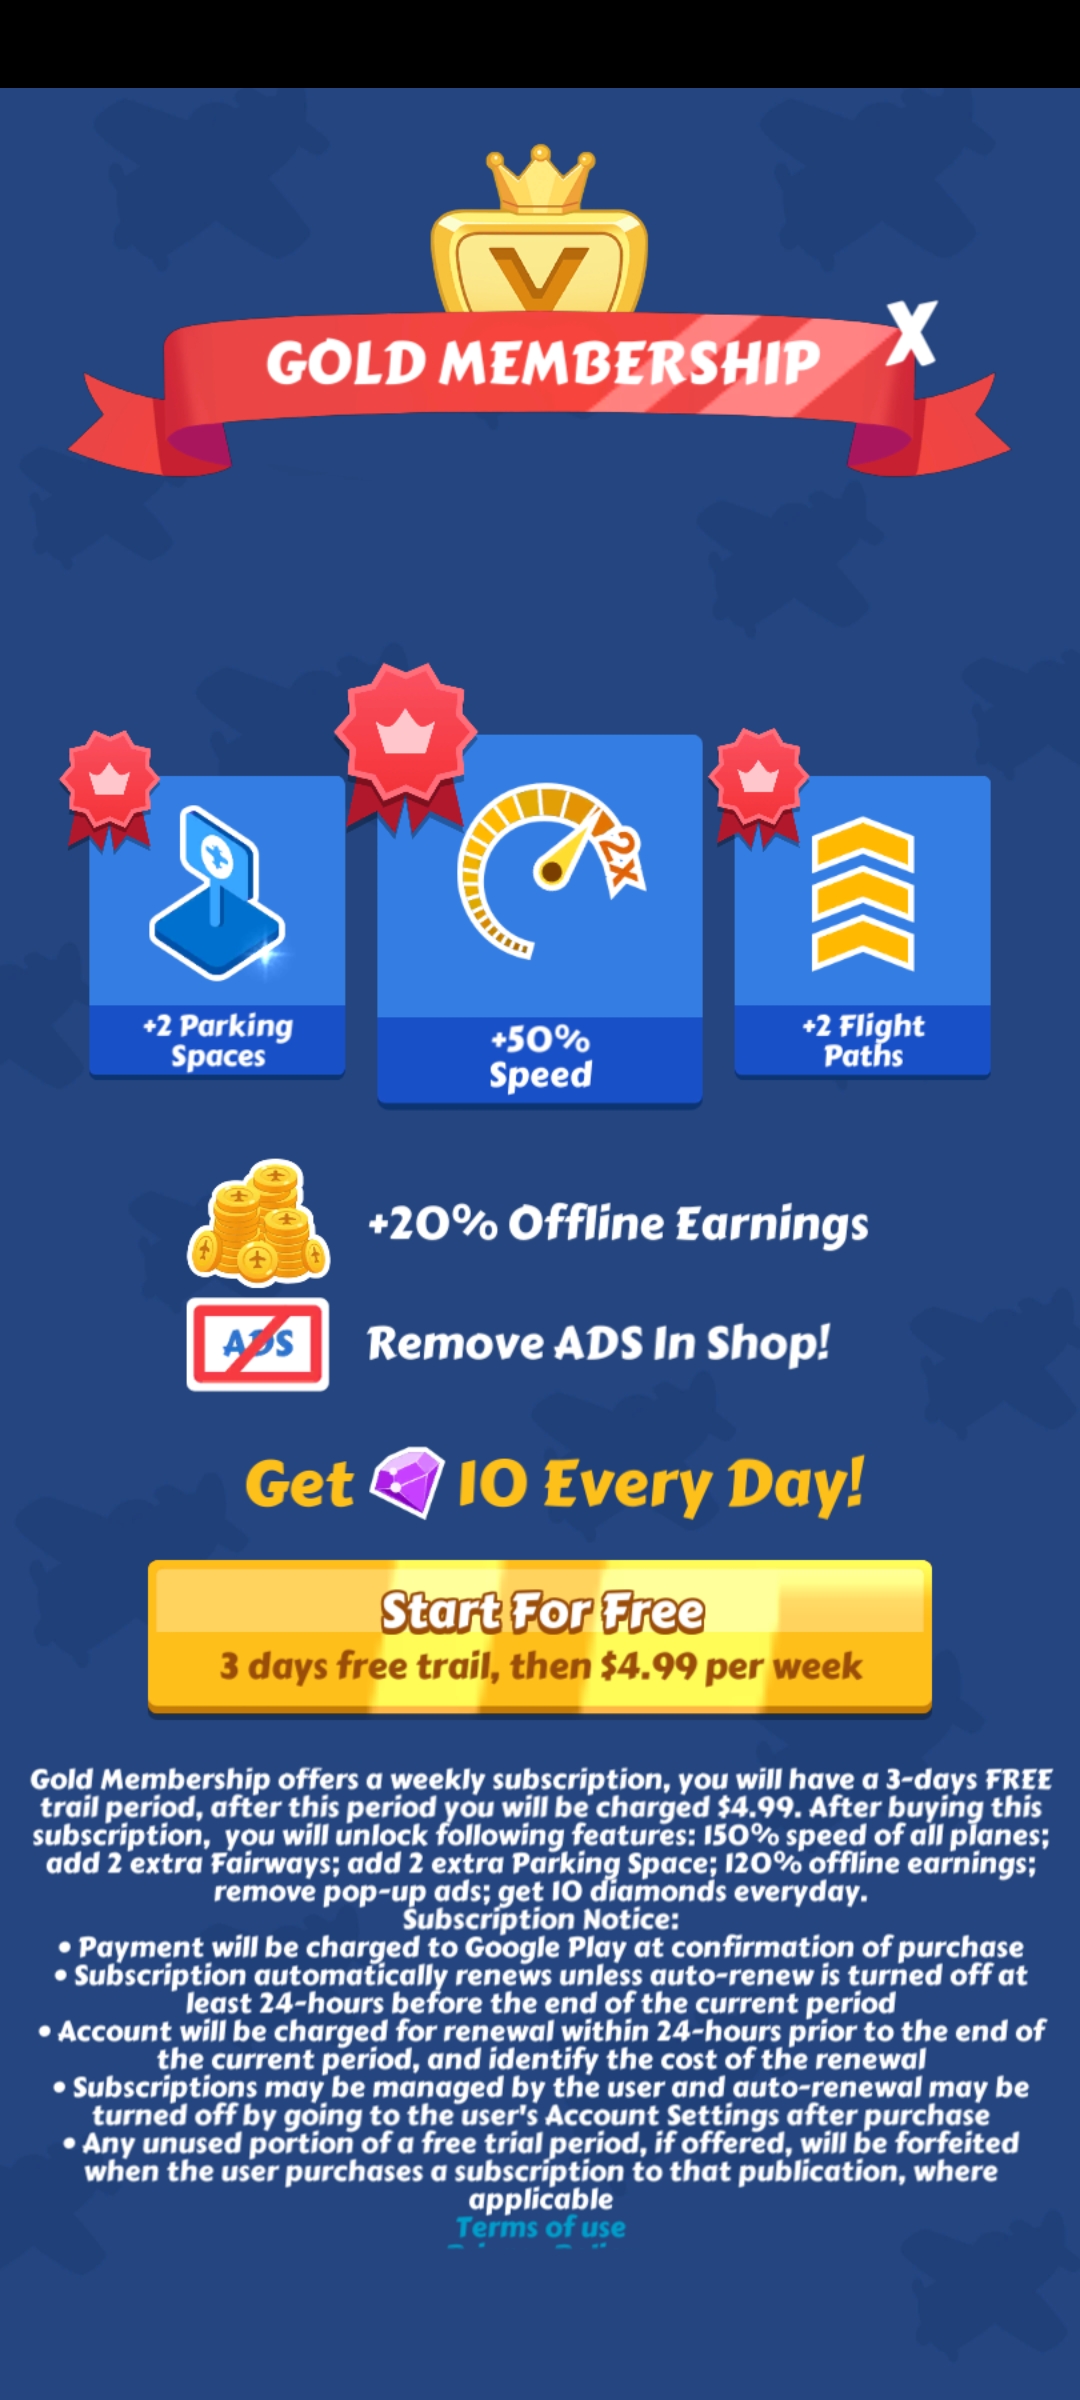 V
GOLD MEMBERSHIP
X
2x
+2 Parking
Spaces
+50%
Speed
+2 Flight
Paths
+20% Offline Earnings
ADS
Remove ADS In Shop!
Get 10 Every Day!
Start For Free
3 days free trail, then $4.99 per week
Gold Membership offers a weekly subscription, you will have a 3-days FREE
trail period, after this period you will be charged $4.99. After buying this
subscription, you will unlock following features: 150% speed of all planes;
add 2 extra Fairways; add 2 extra Parking Space; 120% offline earnings;
remove pop-up ads; get 10 diamonds everyday.
Subscription Notice:
• Payment will be charged to Google Play at confirmation of purchase
• Subscription automatically renews unless auto-renew is turned off at
least 24-hours before the end of the current period
• Account will be charged for renewal within 24-hours prior to the end of
the current period, and identify the cost of the renewal
• Subscriptions may be managed by the user and auto-renewal may be
turned off by going to the user's Account Settings after purchase
• Any unused portion of a free trial period, if offered, will be forfeited
when the user purchases a subscription to that publication, where
applicable
Terms of use